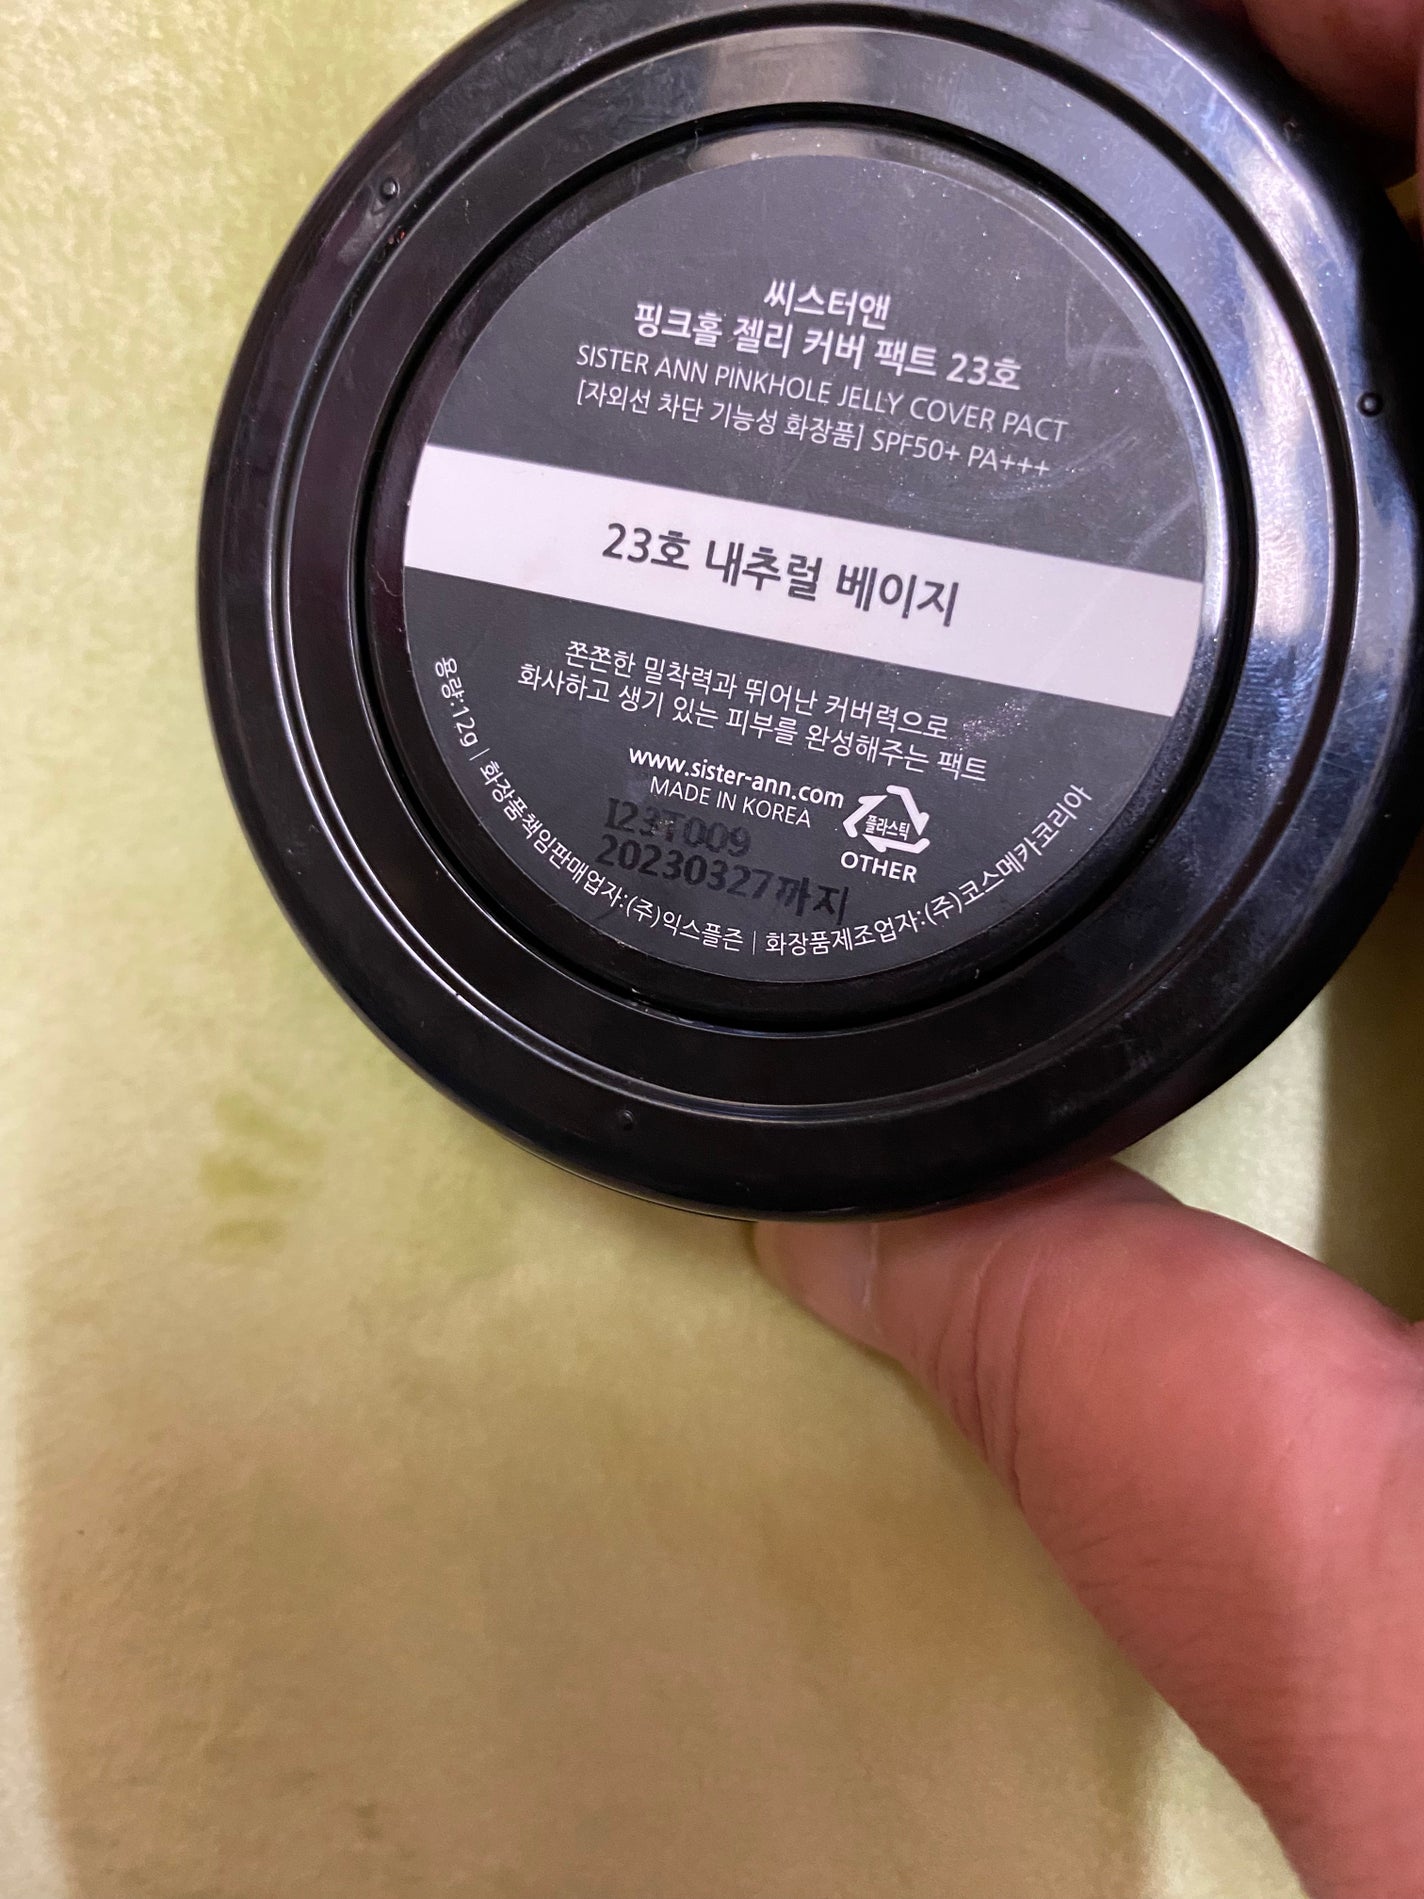 씨스터앤
핑크홀 젤리 커버 팩트 23호
SISTER ANN PINKHOLE JELLY COVER PACT
[자외선 차단 기능성 화장품] SPF50+ PA+++
23호 내추럴 베이지
쫀쫀한 밀착력과 뛰어난 커버력으로
화사하고 생기 있는 피부를 완성해주는 팩트
www.sister-ann.com
MADE IN KOREA
플라스틱
OTHER
I23T009
20230327까지
용량:12g | 화장품책임판매업자:(주)익스플즌 | 화장품제조업자:(주)코스메카코리아